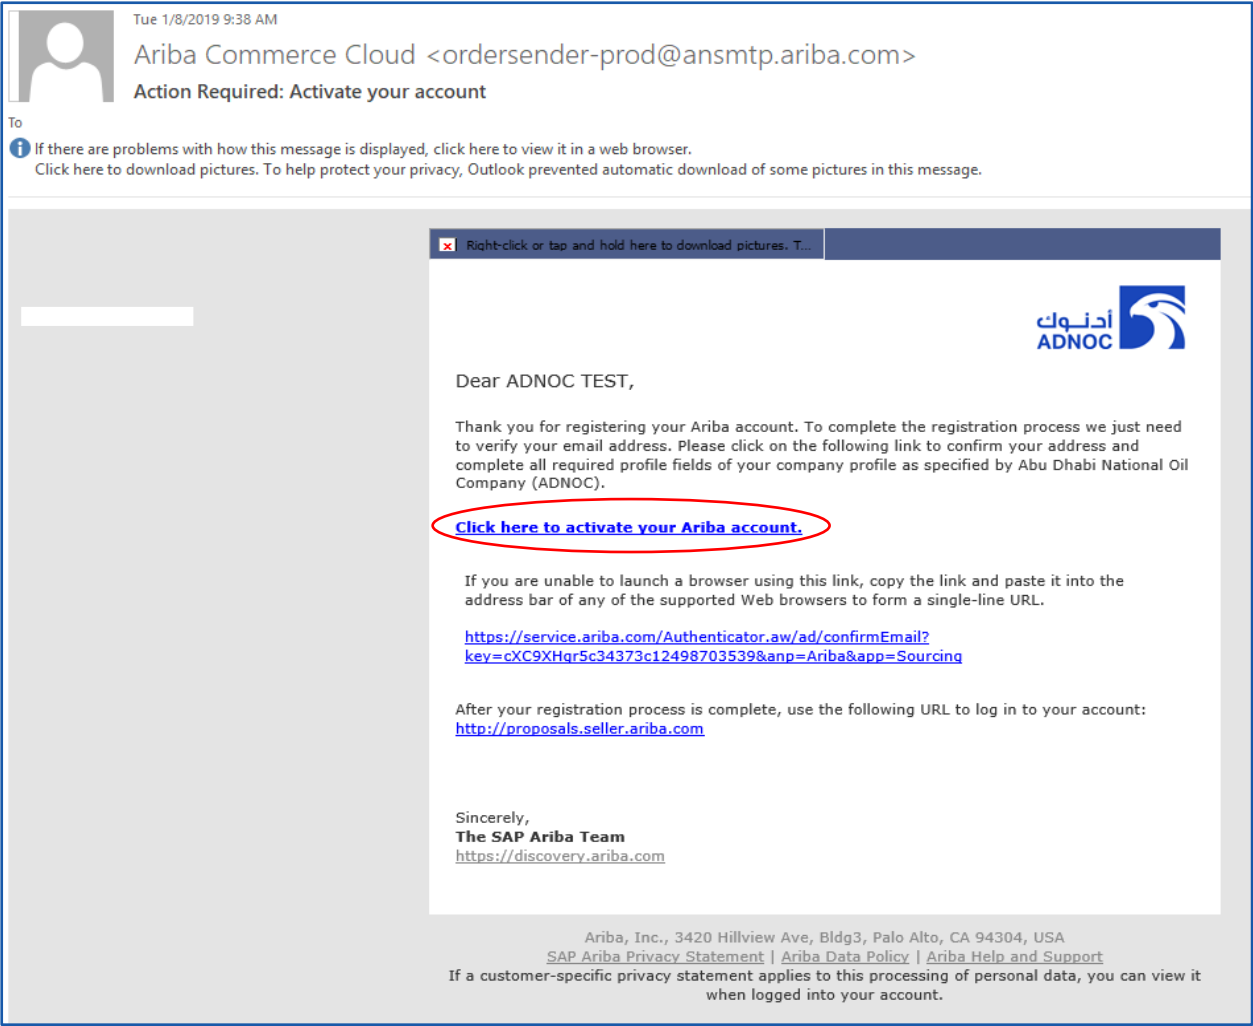 Tue 1/8/2019 9:38 AM
Ariba Commerce Cloud <ordersender-prod@ansmtp.ariba.com>
Action Required: Activate your account
To
If there are problems with how this message is displayed, click here to view it in a web browser.
Click here to download pictures. To help protect your privacy, Outlook prevented automatic download of some pictures in this message.
Right-click or tap and hold here to download pictures. T...
أدنوك
ADNOC
Dear ADNOC TEST,
Thank you for registering your Ariba account. To complete the registration process we just need
to verify your email address. Please click on the following link to confirm your address and
complete all required profile fields of your company profile as specified by Abu Dhabi National Oil
Company (ADNOC).
Click here to activate your Ariba account.
If you are unable to launch a browser using this link, copy the link and paste it into the
address bar of any of the supported Web browsers to form a single-line URL.
https://service.ariba.com/Authenticator.aw/ad/confirmEmail?
key=cXC9XHqr5c34373c12498703539&anp=Ariba&app=Sourcing
After your registration process is complete, use the following URL to log in to your account:
http://proposals.seller.ariba.com
Sincerely,
The SAP Ariba Team
https://discovery.ariba.com
Ariba, Inc., 3420 Hillview Ave, Bldg3, Palo Alto, CA 94304, USA
SAP Ariba Privacy Statement | Ariba Data Policy | Ariba Help and Support
If a customer-specific privacy statement applies to this processing of personal data, you can view it
when logged into your account.